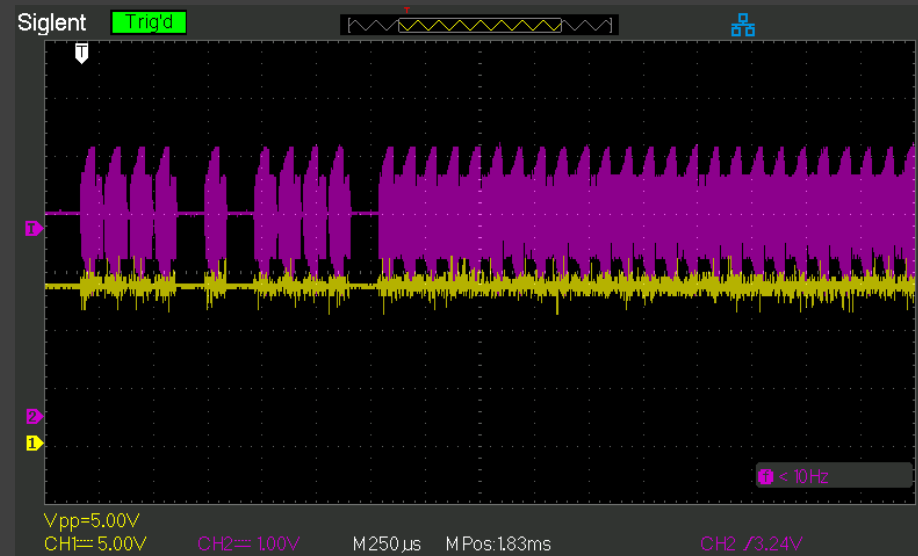 Siglent Trig'd T
T
T
2
1
T < 10Hz
Vpp=5.00V
CH1 5.00V CH2 1.00V M 250µs M Pos:1.83ms CH2 / 3.24V